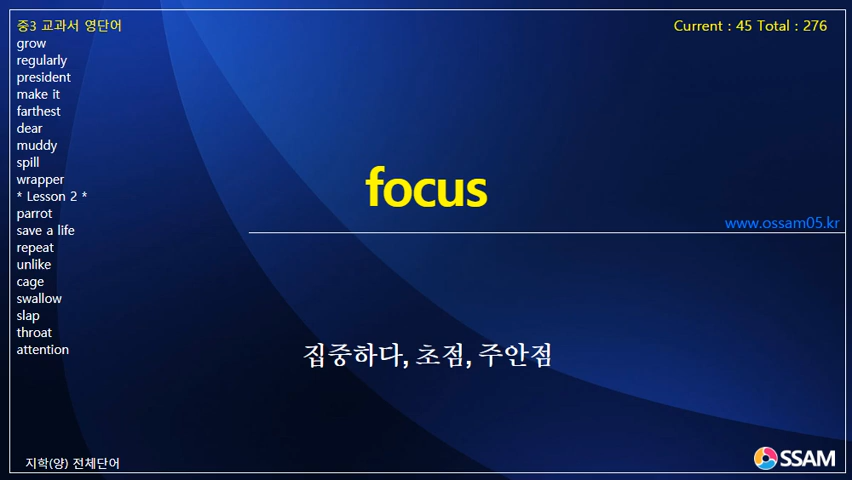 중3 교과서 영단어
Current : 45 Total : 276
grow
regularly
president
make it
farthest
dear
muddy
spill
wrapper
* Lesson 2 *
parrot
save a life
repeat
unlike
cage
swallow
slap
throat
attention
focus
www.ossam05.kr
집중하다, 초점, 주안점
지학(양) 전체단어
OSSAM